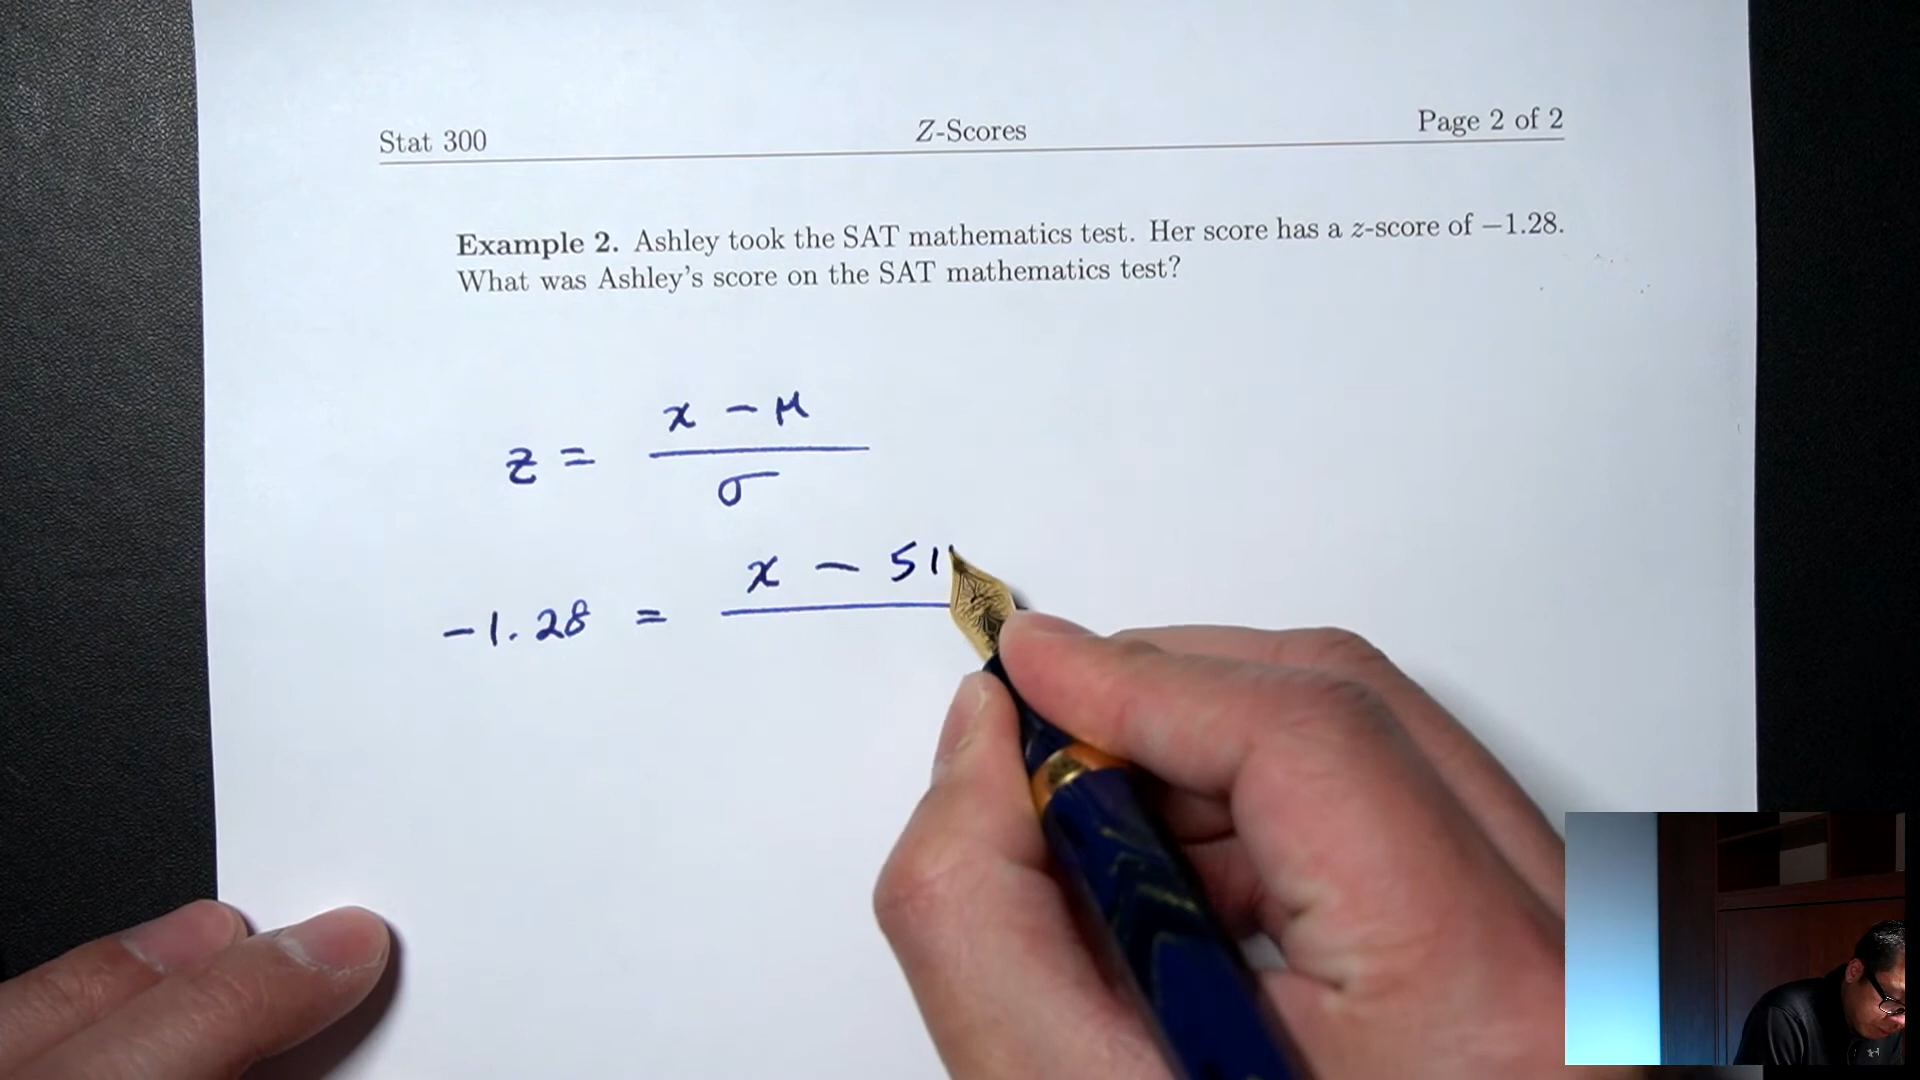 Stat 300 Z-Scores Page 2 of 2
Example 2. Ashley took the SAT mathematics test. Her score has a z-score of −1.28.
What was Ashley's score on the SAT mathematics test?
z = x − μ / σ
-1.28 = x − 51